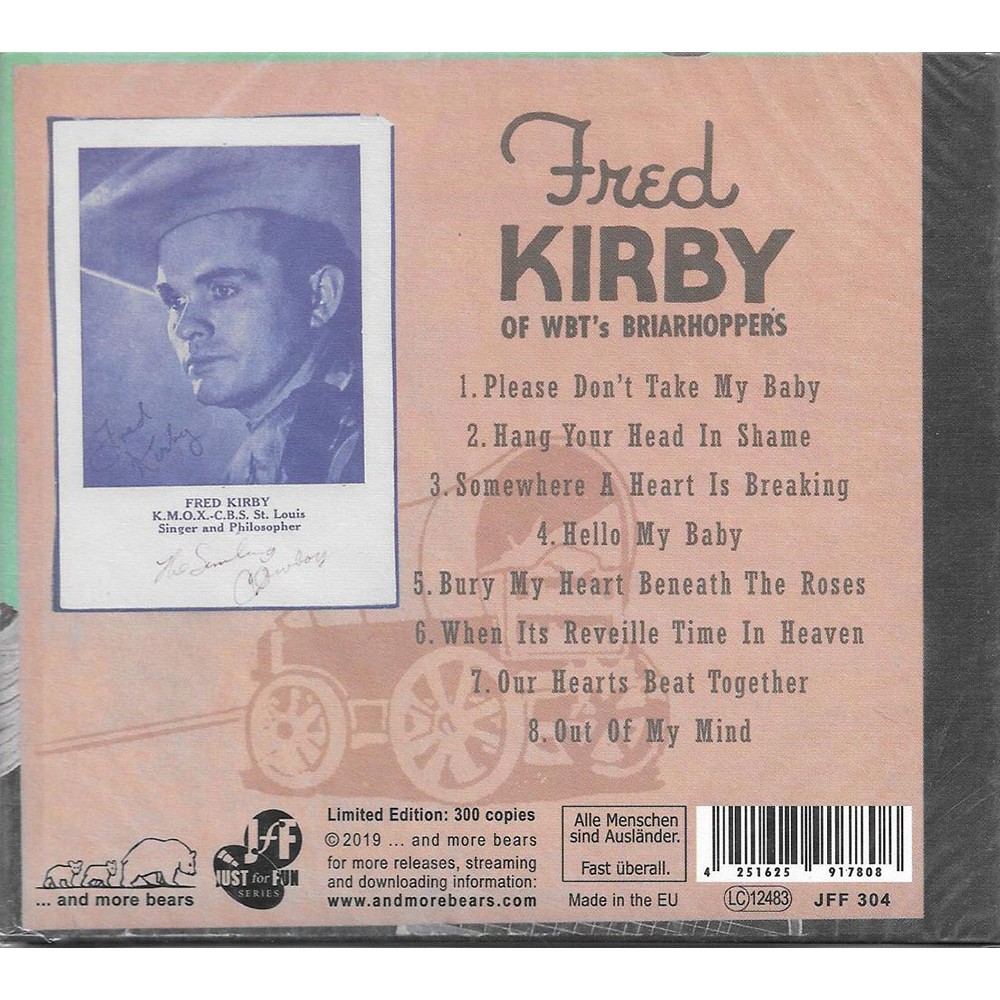 Fred
KIRBY
OF WBT's BRIARHOPPERS
Fred
Kirby
FRED KIRBY
K.M.O.X.-C.B.S. St. Louis
Singer and Philosopher
The Smiling
Cowboy
1. Please Don't Take My Baby
2. Hang Your Head In Shame
3. Somewhere A Heart Is Breaking
4. Hello My Baby
5. Bury My Heart Beneath The Roses
6. When Its Reveille Time In Heaven
7. Our Hearts Beat Together
8. Out Of My Mind
... and more bears
JfF
JUST for FUN
SERIES
Limited Edition: 300 copies
©2019 ... and more bears
for more releases, streaming
and downloading information:
www.andmorebears.com
Alle Menschen
sind Ausländer.
Fast überall.
Made in the EU
4 251625 917808
LC12483 JFF 304